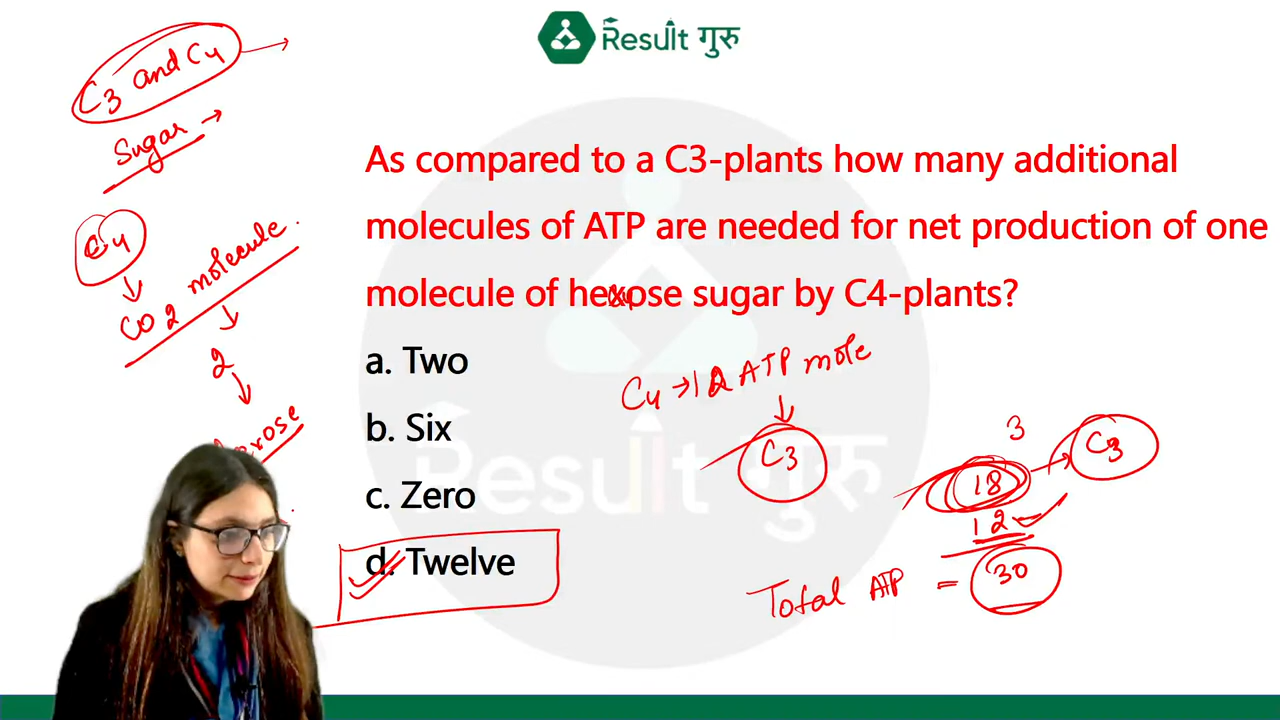 Result गुरु
C3 and C4 →
Sugar →
As compared to a C3-plants how many additional
molecules of ATP are needed for net production of one
molecule of hexose sugar by C4-plants?
C4
CO2 molecule.
2
a. Two
b. Six
c. Zero
d. Twelve
C4 → 12 ATP mole
C3
3
18 → C3
12
Total ATP = 30
Result गुरु